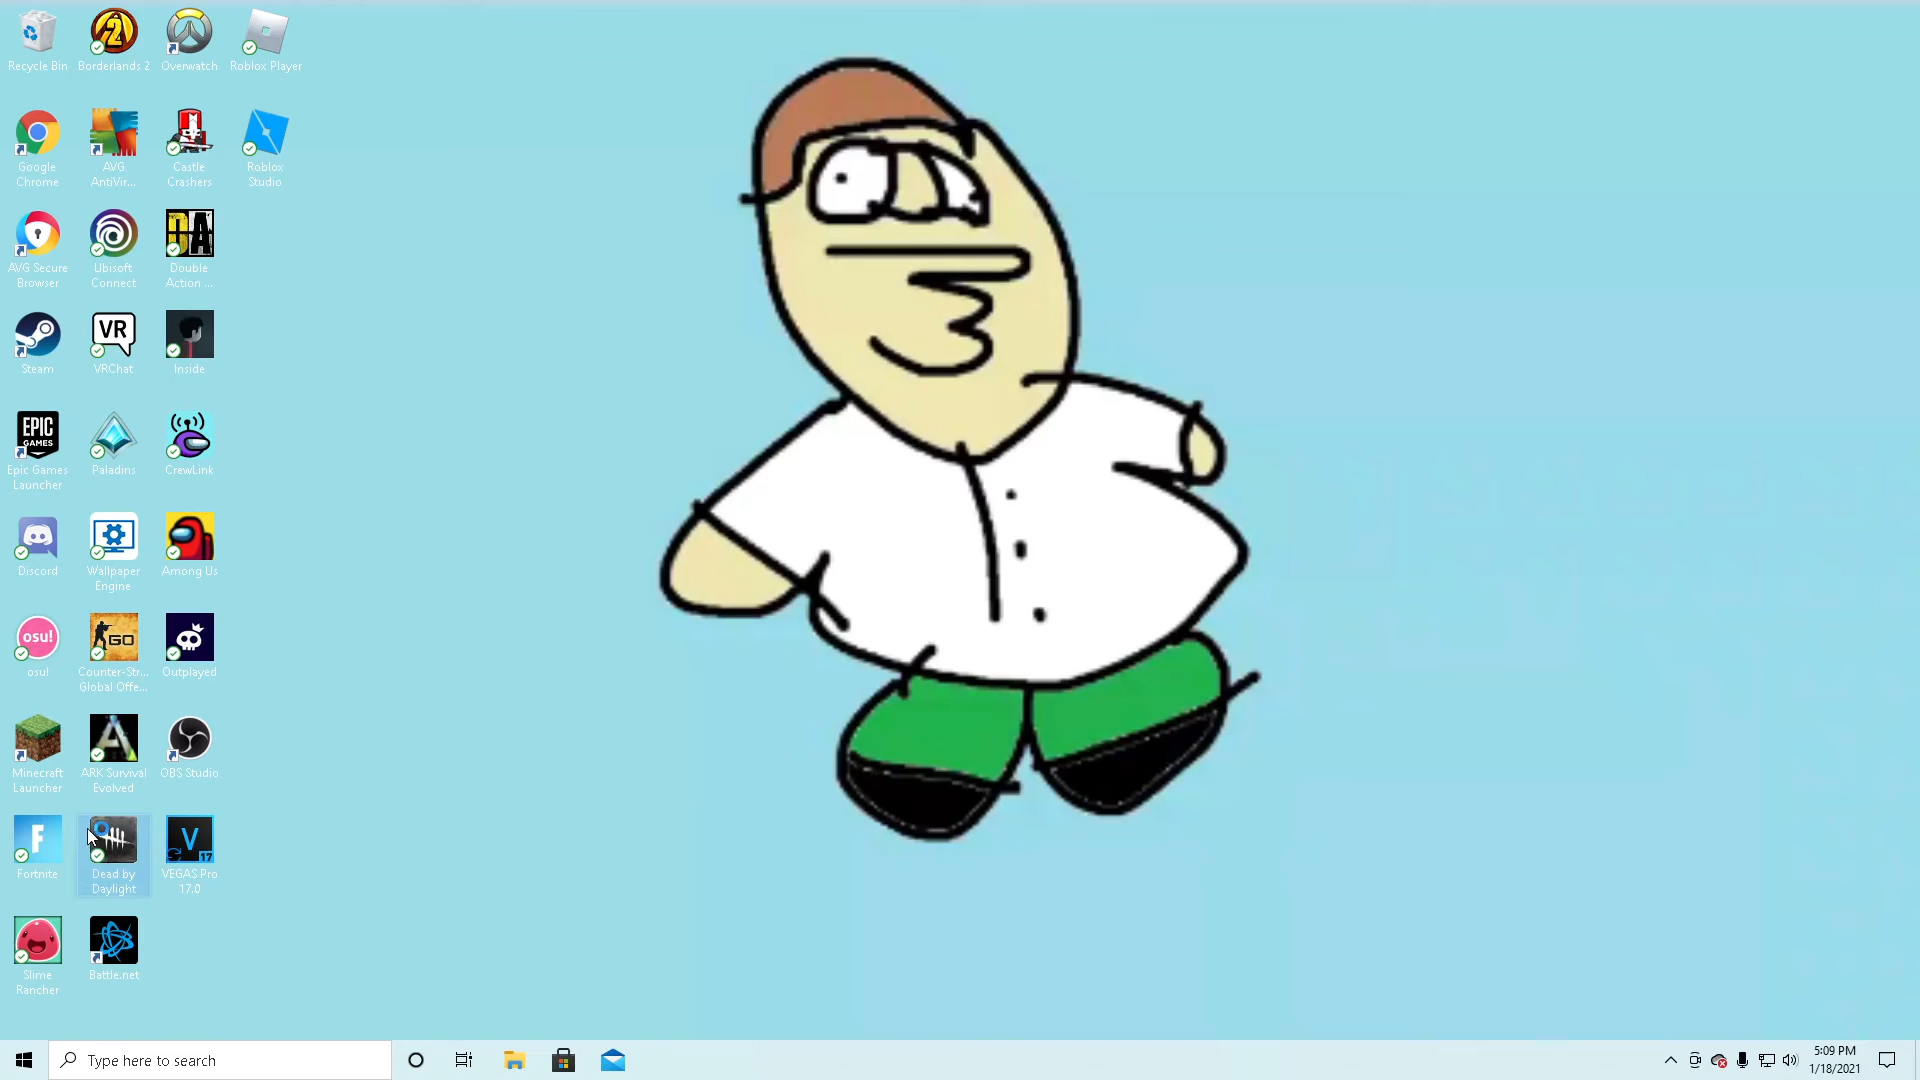 Recycle Bin
Borderlands 2
Overwatch
Roblox Player
Google
Chrome
AVG
AntiVir...
Castle
Crashers
Roblox
Studio
AVG Secure
Browser
Ubisoft
Connect
DA
Double
Action ...
Steam
VR
VRChat
Inside
EPIC
GAMES
Epic Games
Launcher
Paladins
CrewLink
Discord
Wallpaper
Engine
Among Us
osu!
osu!
GO
Counter-Str...
Global Offe...
Outplayed
Minecraft
Launcher
ARK Survival
Evolved
OBS Studio
F
Fortnite
Dead by
Daylight
V
17
VEGAS Pro
17.0
Slime
Rancher
Battle.net
Type here to search
5:09 PM
1/18/2021